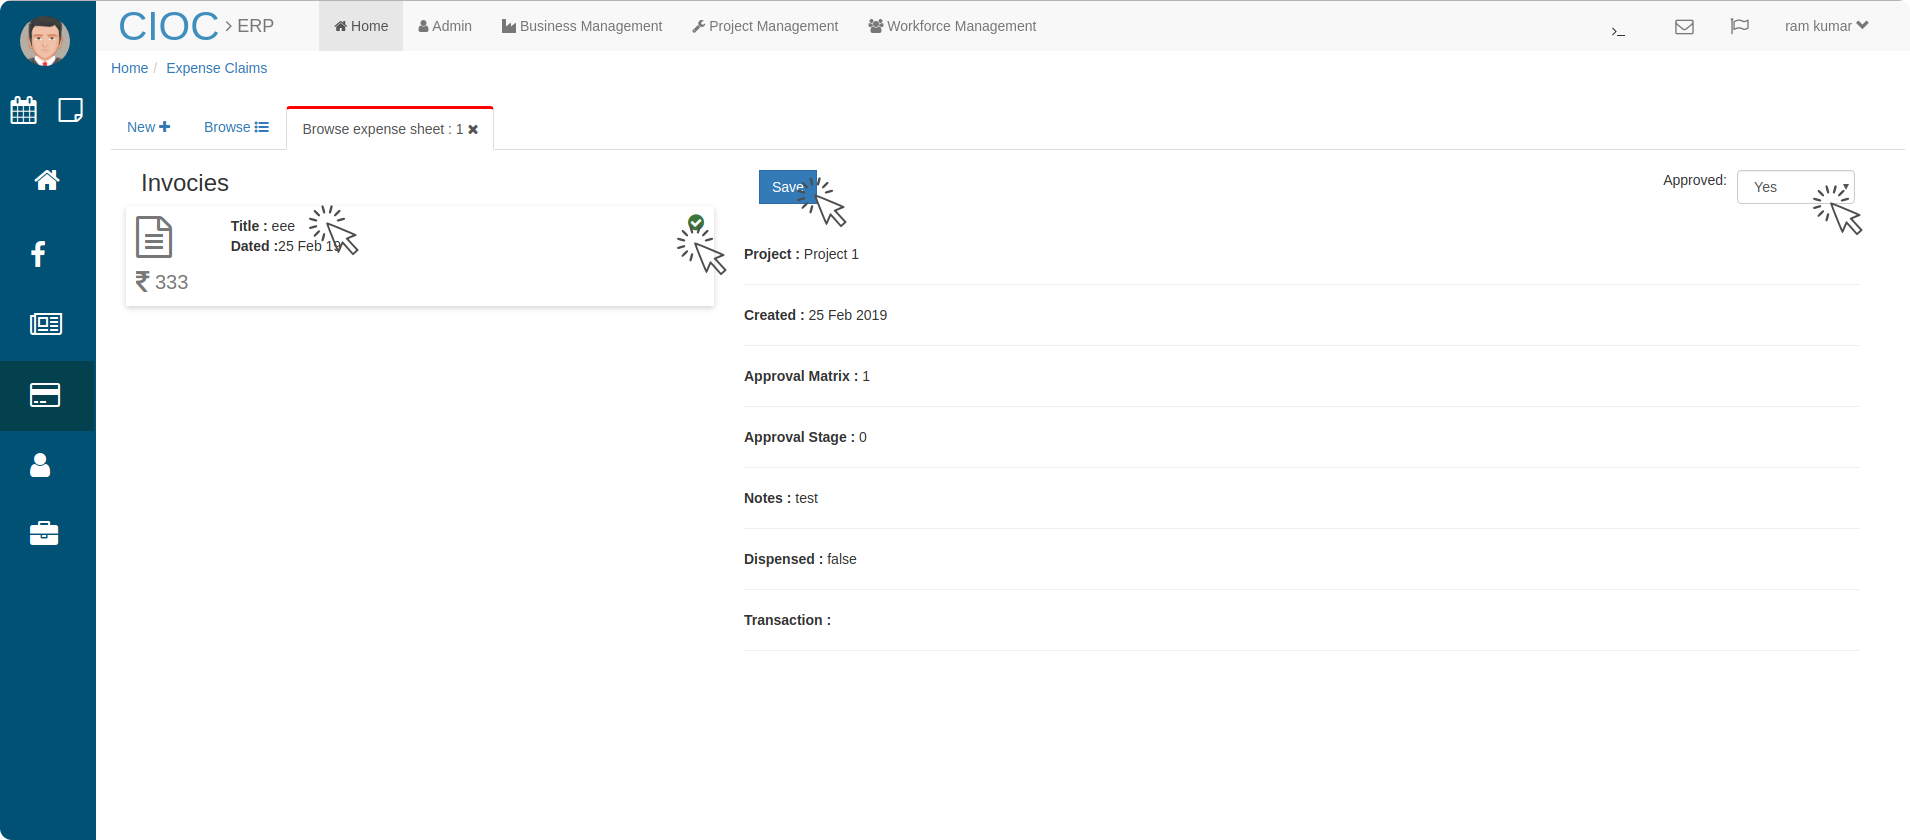 CIOC > ERP Home Admin Business Management Project Management Workforce Management >_ ram kumar
Home / Expense Claims
New Browse Browse expense sheet : 1
Invocies
Save
Approved: Yes
Title : eee
Dated :25 Feb 19
₹ 333
Project : Project 1
Created : 25 Feb 2019
Approval Matrix : 1
Approval Stage : 0
Notes : test
Dispensed : false
Transaction :